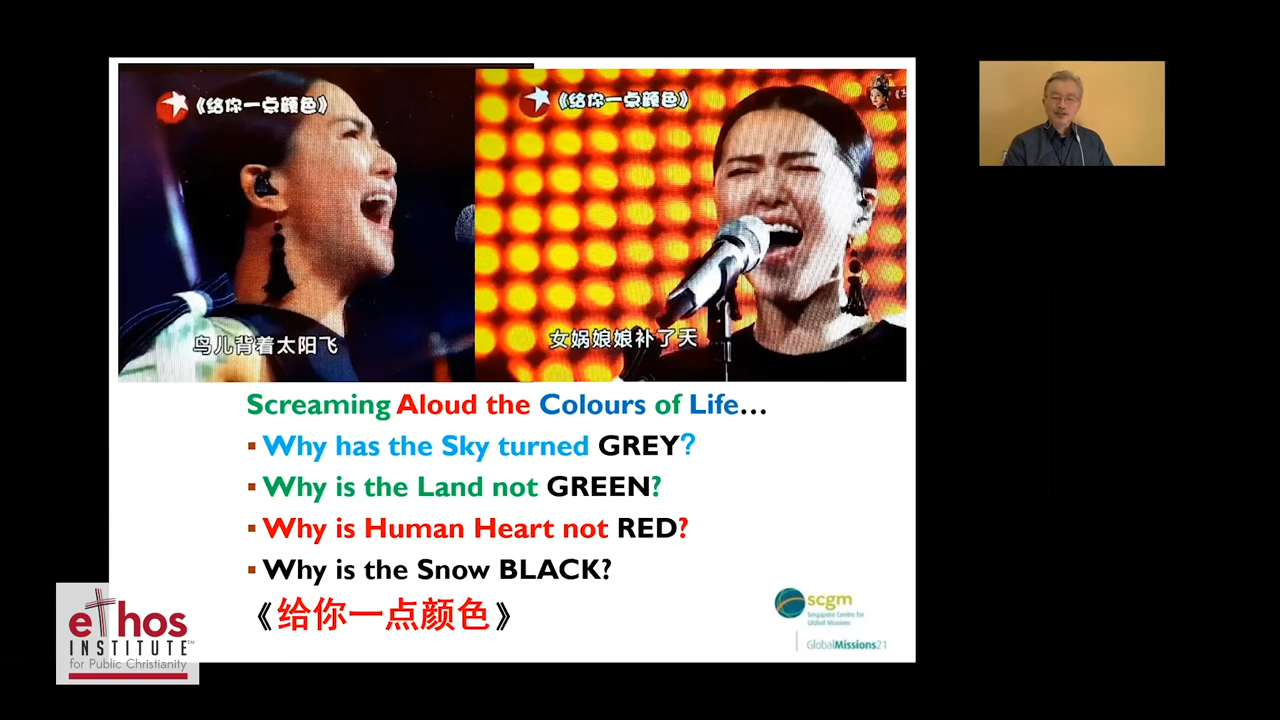 《给你一点颜色》
《给你一点颜色》
鸟儿背着太阳飞
女娲娘娘补了天
Screaming Aloud the Colours of Life…
▪ Why has the Sky turned GREY?
▪ Why is the Land not GREEN?
▪ Why is Human Heart not RED?
▪ Why is the Snow BLACK?
《给你一点颜色》
scgm
Singapore Centre for
Global Missions
GlobalMissions21
ethos
INSTITUTE™
for Public Christianity